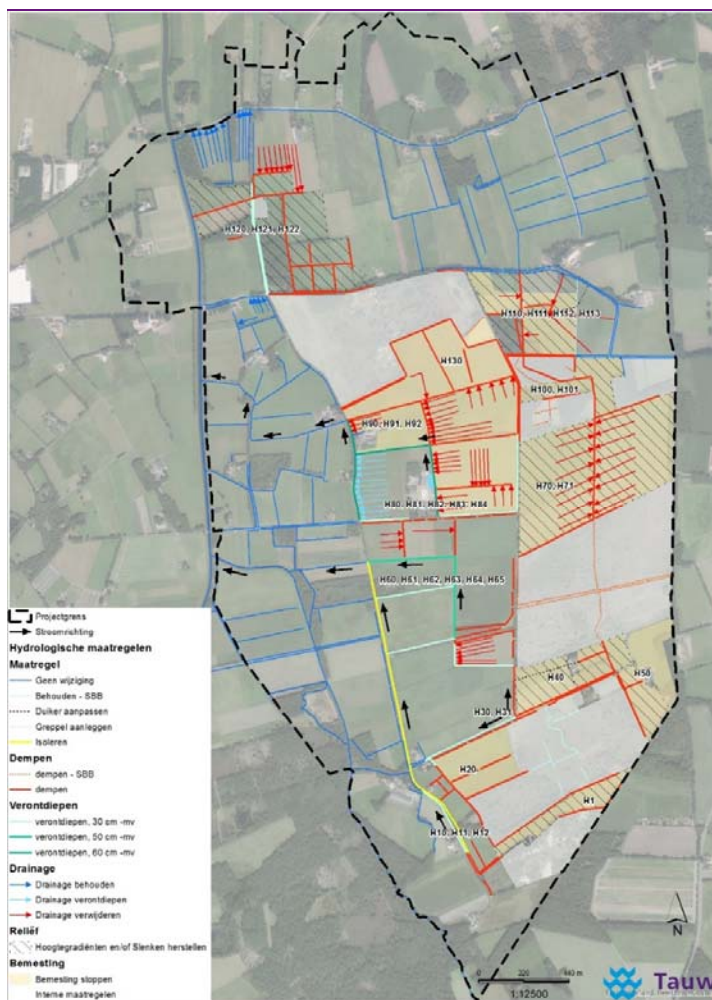 H120, H121, H122
H110, H111, H112, H113
H130
H100, H101
H90, H91, H92
H70, H71
H80, H81, H82, H83, H84
H60, H61, H62, H63, H64, H65
H40
H50
H30, H31
H20
H1
H10, H11, H12
Projectgrens
Stroomrichting
Hydrologische maatregelen
Maatregel
Geen wijziging
Behouden - SBB
Duiker aanpassen
Greppel aanleggen
Isoleren
Dempen
dempen - SBB
dempen
Verontdiepen
verontdiepen, 30 cm -mv
verontdiepen, 50 cm -mv
verontdiepen, 60 cm -mv
Drainage
Drainage behouden
Drainage verontdiepen
Drainage verwijderen
Reliëf
Hoogtegradiënten en/of Slenken herstellen
Bemesting
Bemesting stoppen
Interne maatregelen
N
0 220 440 m
1:12500
Tauw